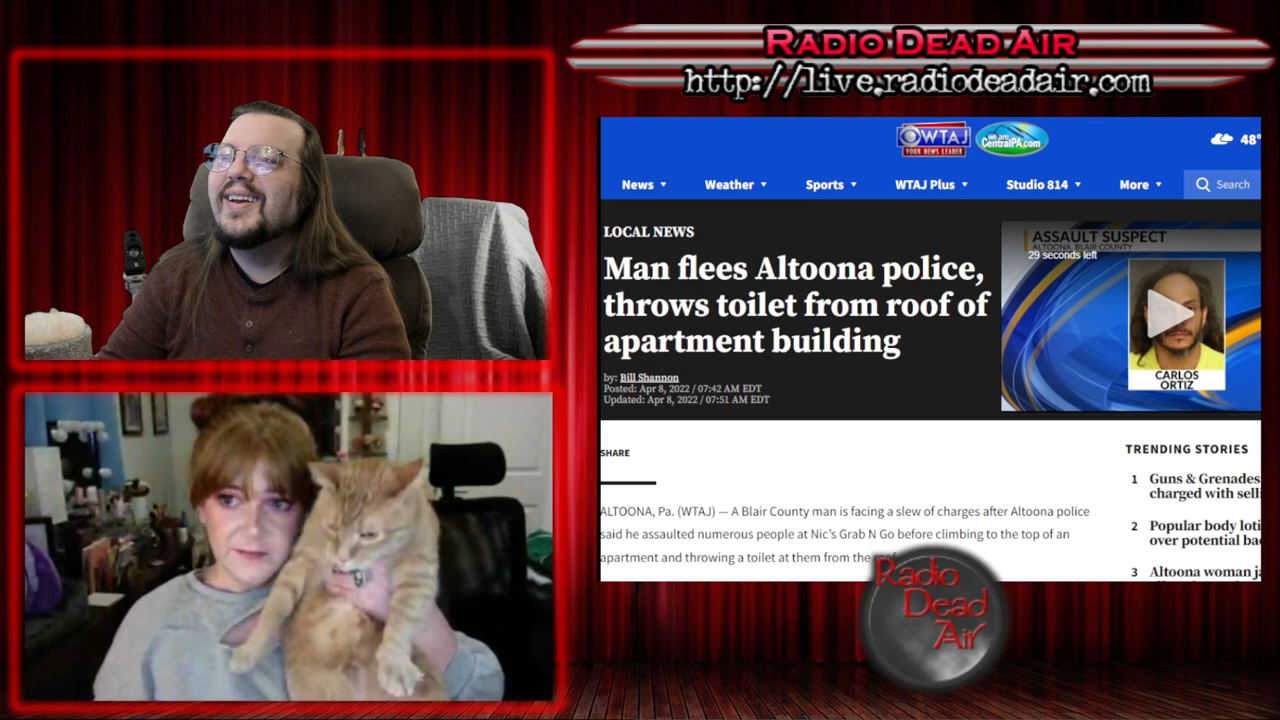 RADIO DEAD AIR
http://live.radiodeadair.com
WTAJ
YOUR NEWS LEADER
we are
CentralPA.com
48°
News
Weather
Sports
WTAJ Plus
Studio 814
More
Search
LOCAL NEWS
Man flees Altoona police,
throws toilet from roof of
apartment building
by: Bill Shannon
Posted: Apr 8, 2022 / 07:42 AM EDT
Updated: Apr 8, 2022 / 07:51 AM EDT
ASSAULT SUSPECT
ALTOONA, BLAIR COUNTY
29 seconds left
CARLOS
ORTIZ
SHARE
ALTOONA, Pa. (WTAJ) — A Blair County man is facing a slew of charges after Altoona police
said he assaulted numerous people at Nic's Grab N Go before climbing to the top of an
apartment and throwing a toilet at them from the
TRENDING STORIES
1 Guns & Grenades
charged with sell
2 Popular body loti
over potential ba
3 Altoona woman ja
Radio
Dead
Air